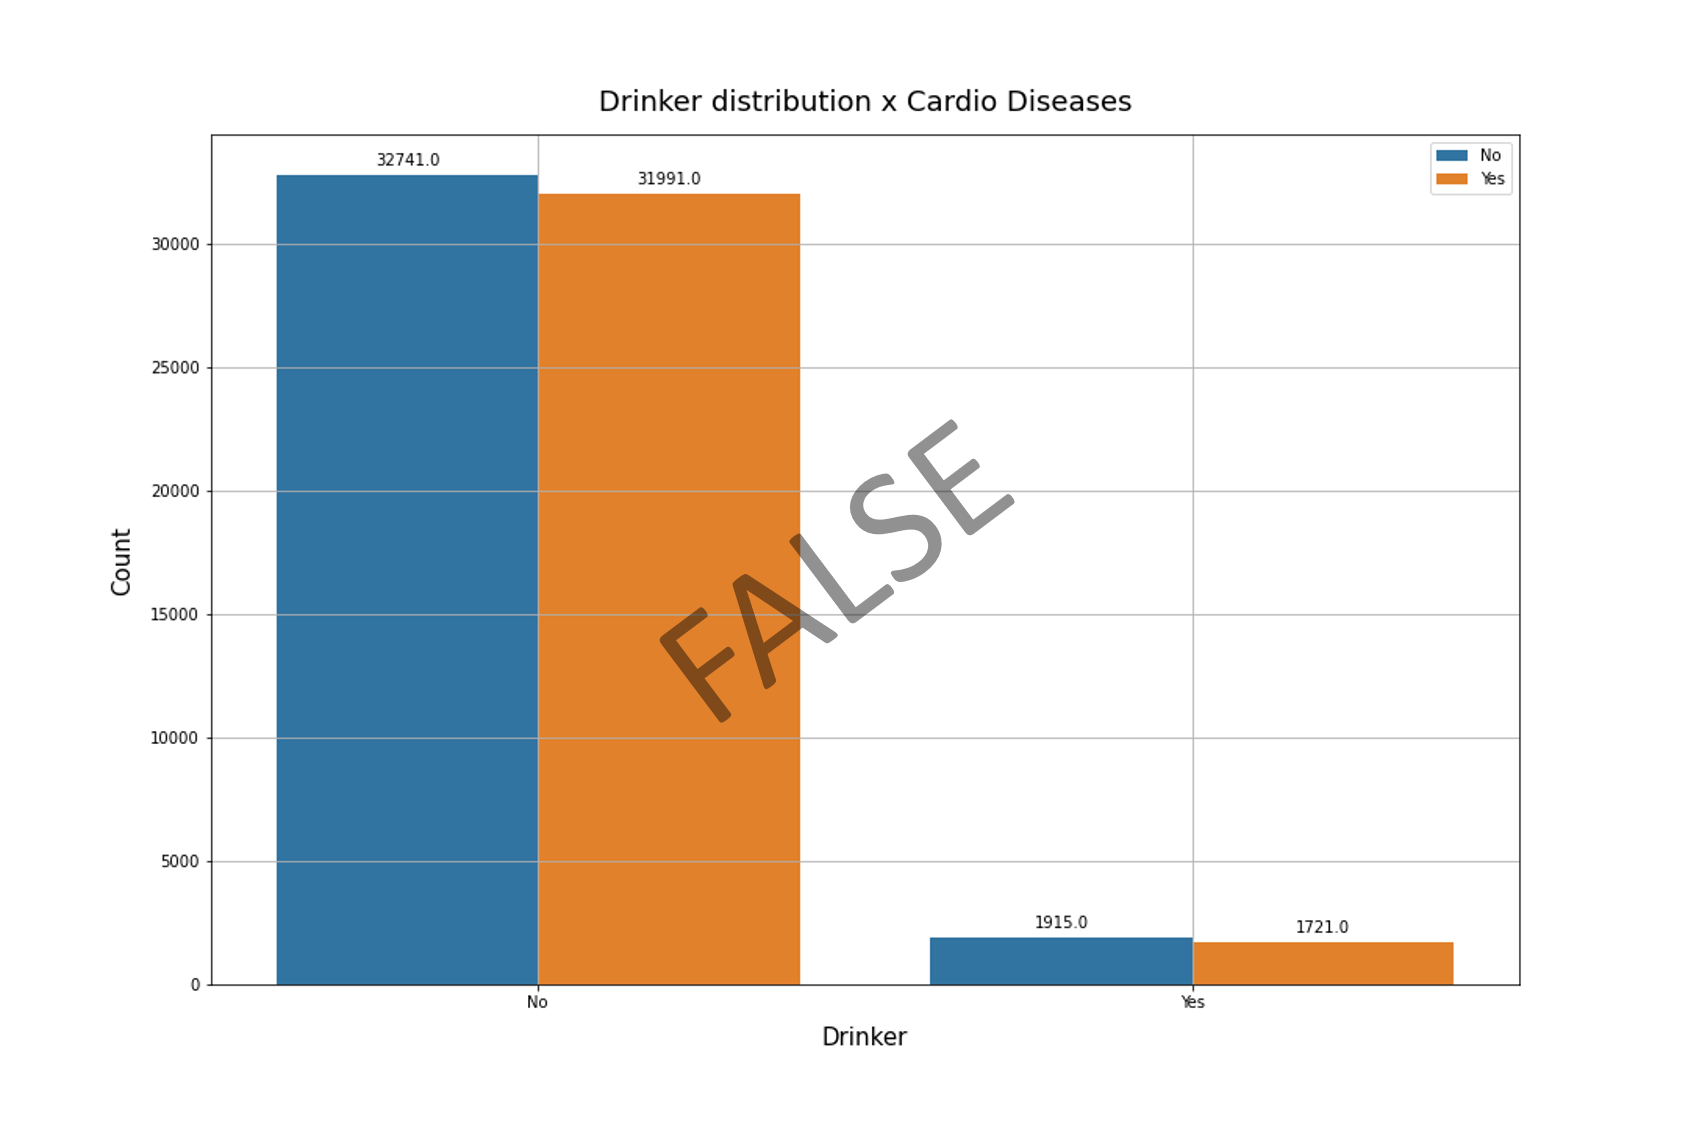 Drinker distribution x Cardio Diseases
32741.0
31991.0
No
Yes
30000
25000
20000
15000
10000
5000
0
Count
FALSE
1915.0
1721.0
No
Yes
Drinker